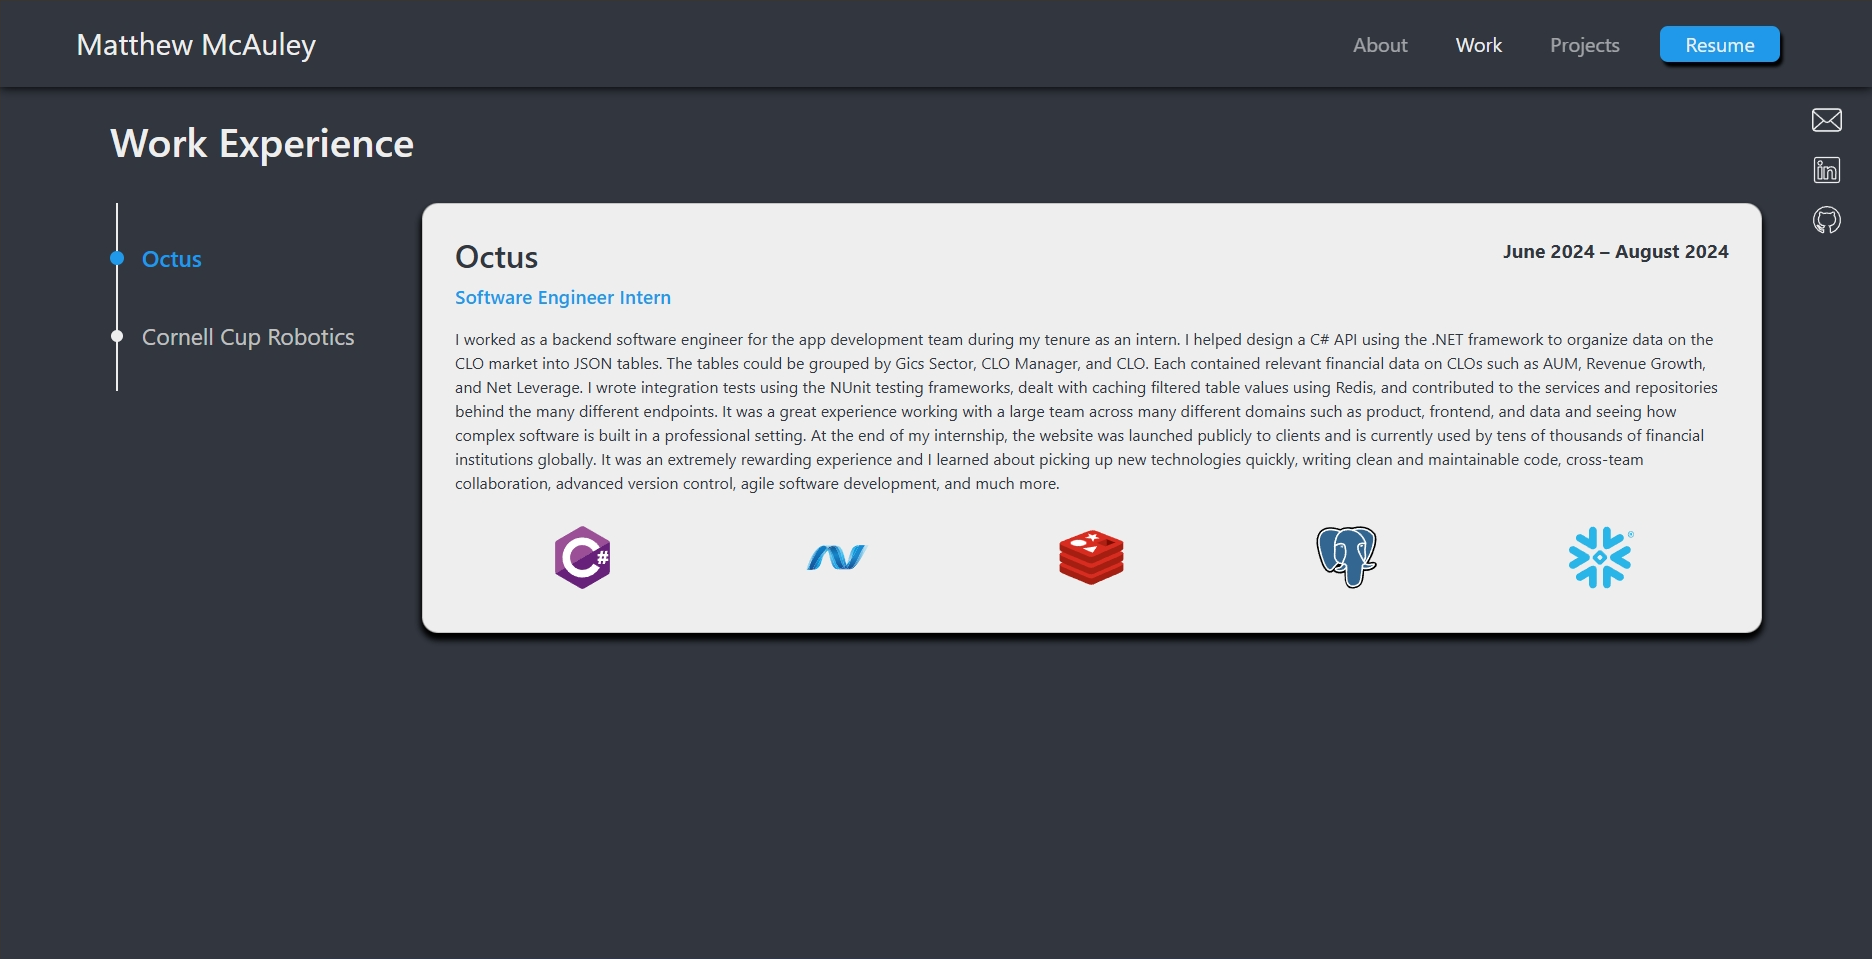 Matthew McAuley
About
Work
Projects
Resume
Work Experience
Octus
Cornell Cup Robotics
Octus
June 2024 – August 2024
Software Engineer Intern
I worked as a backend software engineer for the app development team during my tenure as an intern. I helped design a C# API using the .NET framework to organize data on the
CLO market into JSON tables. The tables could be grouped by Gics Sector, CLO Manager, and CLO. Each contained relevant financial data on CLOs such as AUM, Revenue Growth,
and Net Leverage. I wrote integration tests using the NUnit testing frameworks, dealt with caching filtered table values using Redis, and contributed to the services and repositories
behind the many different endpoints. It was a great experience working with a large team across many different domains such as product, frontend, and data and seeing how
complex software is built in a professional setting. At the end of my internship, the website was launched publicly to clients and is currently used by tens of thousands of financial
institutions globally. It was an extremely rewarding experience and I learned about picking up new technologies quickly, writing clean and maintainable code, cross-team
collaboration, advanced version control, agile software development, and much more.
C#
®
in